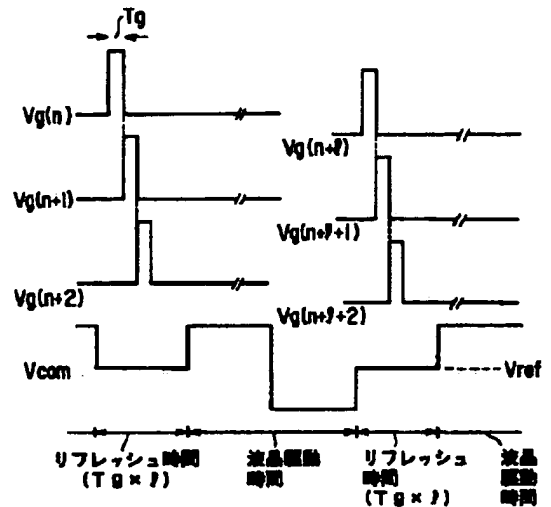 Tg
Vg(n)
Vg(n+1)
Vg(n+2)
Vg(n+ℓ)
Vg(n+ℓ+1)
Vg(n+ℓ+2)
Vcom
Vref
リフレッシュ時間
(Tg×ℓ)
液晶駆動
時間
リフレッシュ
時間
(Tg×ℓ)
液晶
駆動
時間